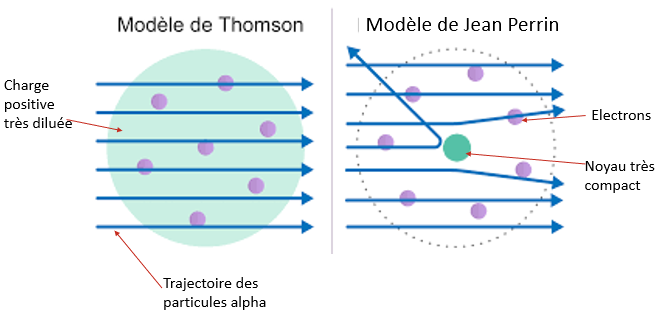 Modèle de Thomson
Charge
positive
très diluée
Trajectoire des
particules alpha
Modèle de Jean Perrin
Electrons
Noyau très
compact